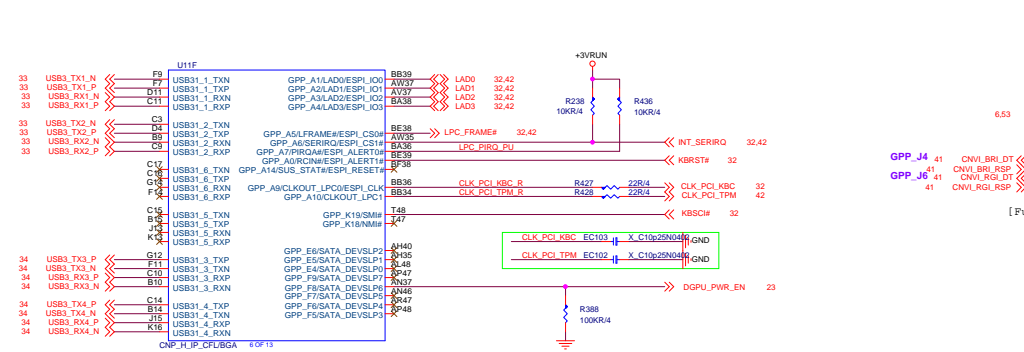 U11F
+3VRUN
33 USB3_TX1_N F9 USB31_1_TXN GPP_A1/LAD0/ESPI_IO0 BB39 LAD0 32,42
33 USB3_TX1_P F7 USB31_1_TXP GPP_A2/LAD1/ESPI_IO1 AW37 LAD1 32,42
33 USB3_RX1_N D11 USB31_1_RXN GPP_A3/LAD2/ESPI_IO2 AV37 LAD2 32,42
33 USB3_RX1_P C11 USB31_1_RXP GPP_A4/LAD3/ESPI_IO3 BA38 LAD3 32,42
R238 10KR/4
R436 10KR/4
6,53
33 USB3_TX2_N C3 USB31_2_TXN
33 USB3_TX2_P D4 USB31_2_TXP GPP_A5/LFRAME#/ESPI_CS0# BE38 LPC_FRAME# 32,42
33 USB3_RX2_N B9 USB31_2_RXN GPP_A6/SERIRQ/ESPI_CS1# AW35 INT_SERIRQ 32,42
33 USB3_RX2_P C9 USB31_2_RXP GPP_A7/PIRQA#/ESPI_ALERT0# BA36 LPC_PIRQ_PU
GPP_A0/RCIN#/ESPI_ALERT1# BE39 KBRST# 32
C17 USB31_6_TXN GPP_A14/SUS_STAT#/ESPI_RESET# BF38
C16 USB31_6_TXP
G14 USB31_6_RXN GPP_A9/CLKOUT_LPC0/ESPI_CLK BB36 CLK_PCI_KBC_R R427 22R/4 CLK_PCI_KBC 32
F14 USB31_6_RXP GPP_A10/CLKOUT_LPC1 BB34 CLK_PCI_TPM_R R428 22R/4 CLK_PCI_TPM 42
GPP_J4 41 CNVI_BRI_DT
41 CNVI_BRI_RSP
GPP_J6 41 CNVI_RGI_DT
41 CNVI_RGI_RSP
[Fu
C15 USB31_5_TXN GPP_K19/SMI# T48 KBSCI# 32
B15 USB31_5_TXP GPP_K18/NMI# T47
J13 USB31_5_RXN
K13 USB31_5_RXP
CLK_PCI_KBC EC103 X_C10p25N0402 GND
CLK_PCI_TPM EC102 X_C10p25N0402 GND
GPP_E6/SATA_DEVSLP2 AH40
34 USB3_TX3_P G12 USB31_3_TXP GPP_E5/SATA_DEVSLP1 AH35
34 USB3_TX3_N F11 USB31_3_TXN GPP_E4/SATA_DEVSLP0 AL48
34 USB3_RX3_P C10 USB31_3_RXP GPP_F9/SATA_DEVSLP7 AP47
34 USB3_RX3_N B10 USB31_3_RXN GPP_F8/SATA_DEVSLP6 AN37 DGPU_PWR_EN 23
GPP_F7/SATA_DEVSLP5 AN46
34 USB3_TX4_P C14 USB31_4_TXP GPP_F6/SATA_DEVSLP4 AR47
34 USB3_TX4_N B14 USB31_4_TXN GPP_F5/SATA_DEVSLP3 AP48
34 USB3_RX4_P J15 USB31_4_RXP
34 USB3_RX4_N K16 USB31_4_RXN
R388 100KR/4
CNP_H_IP_CFL/BGA 6 OF 13